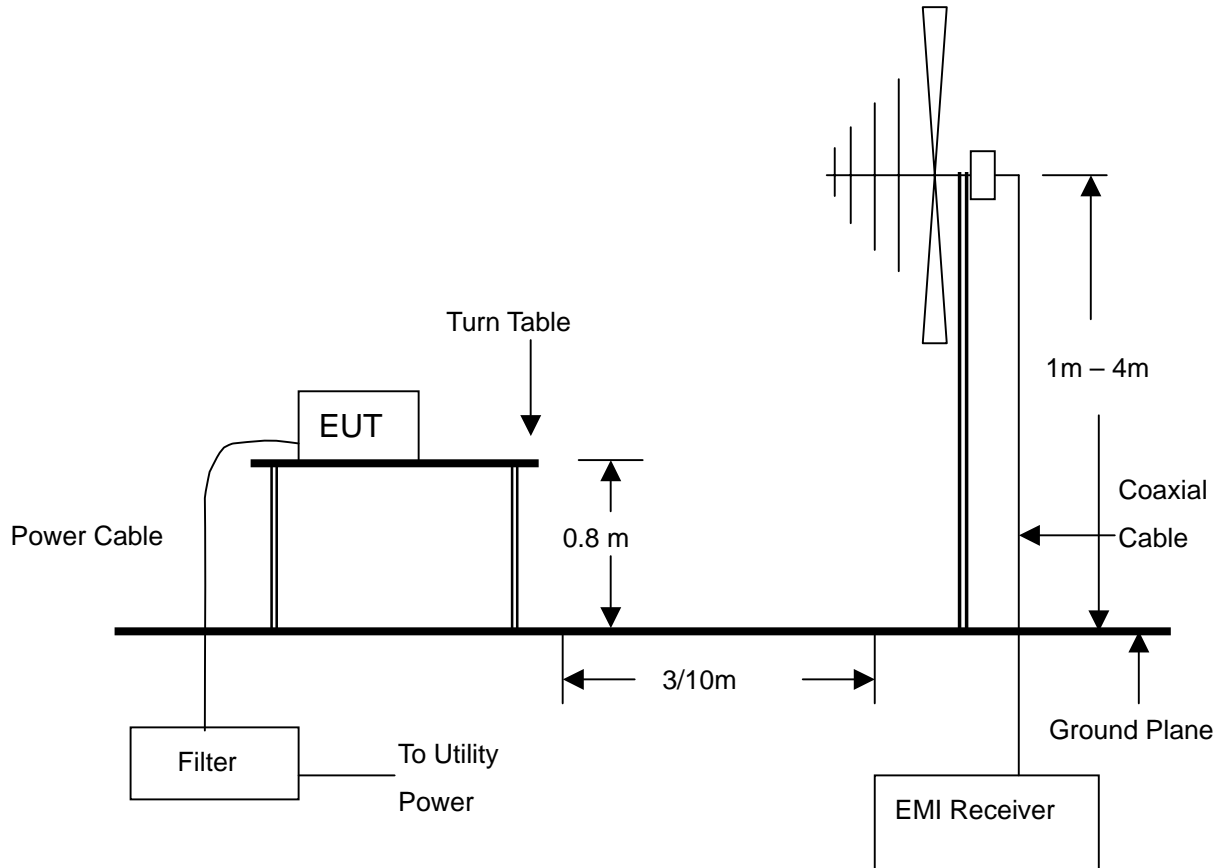 Turn Table
1m – 4m
EUT
Coaxial
Cable
Power Cable
0.8 m
3/10m
Ground Plane
Filter
To Utility
Power
EMI Receiver